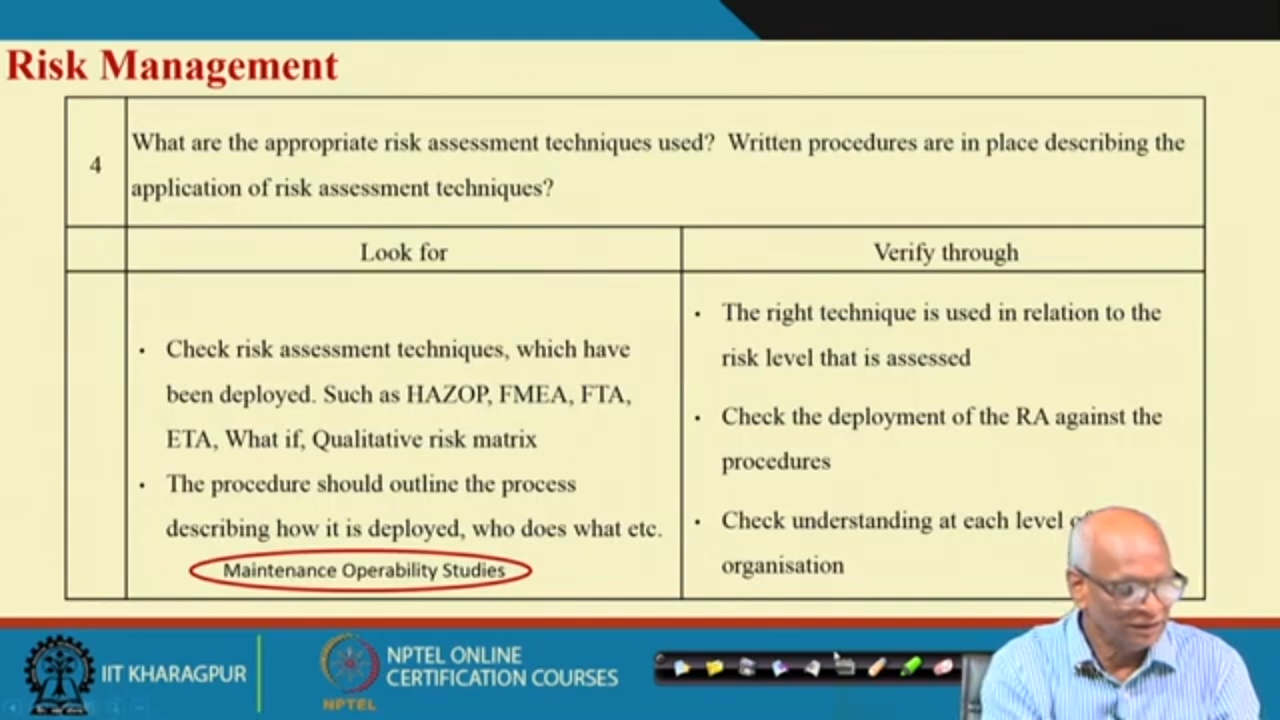 Risk Management
4
What are the appropriate risk assessment techniques used? Written procedures are in place describing the
application of risk assessment techniques?
Look for
Verify through
• Check risk assessment techniques, which have
been deployed. Such as HAZOP, FMEA, FTA,
ETA, What if, Qualitative risk matrix
• The procedure should outline the process
describing how it is deployed, who does what etc.
Maintenance Operability Studies
• The right technique is used in relation to the
risk level that is assessed
• Check the deployment of the RA against the
procedures
• Check understanding at each level
organisation
IIT KHARAGPUR
NPTEL
NPTEL ONLINE
CERTIFICATION COURSES